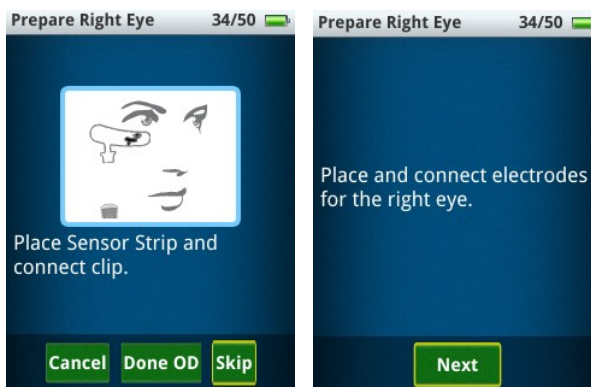 Prepare Right Eye 34/50
Place Sensor Strip and
connect clip.
Cancel Done OD Skip
Prepare Right Eye 34/50
Place and connect electrodes
for the right eye.
Next